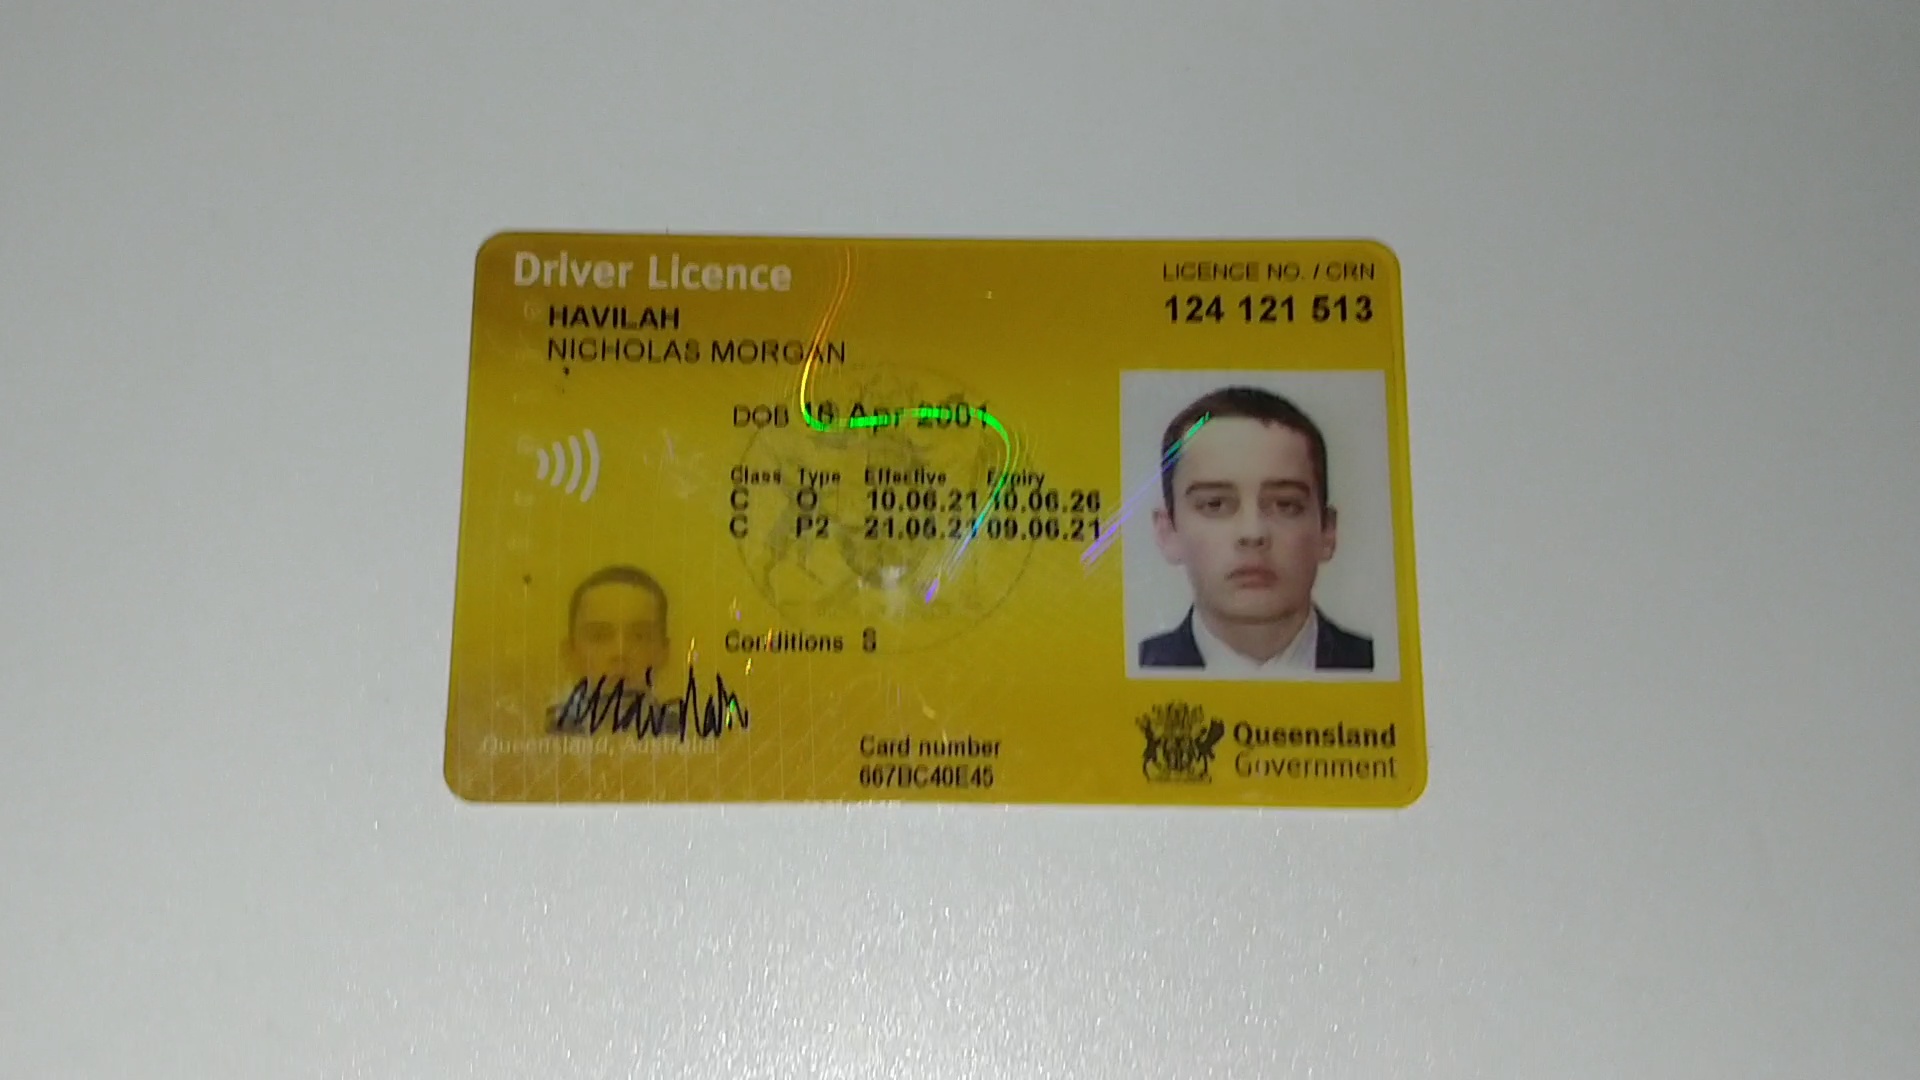 Driver Licence
LICENCE NO. / CRN
124 121 513
HAVILAH
NICHOLAS MORGAN
DOB 16 Apr 2001
Class Type Effective Expiry
C O 10.06.21 10.06.26
C P2 21.05.21 09.06.21
Conditions S
Queensland, Australia
Card number
667BC40E45
Queensland
Government